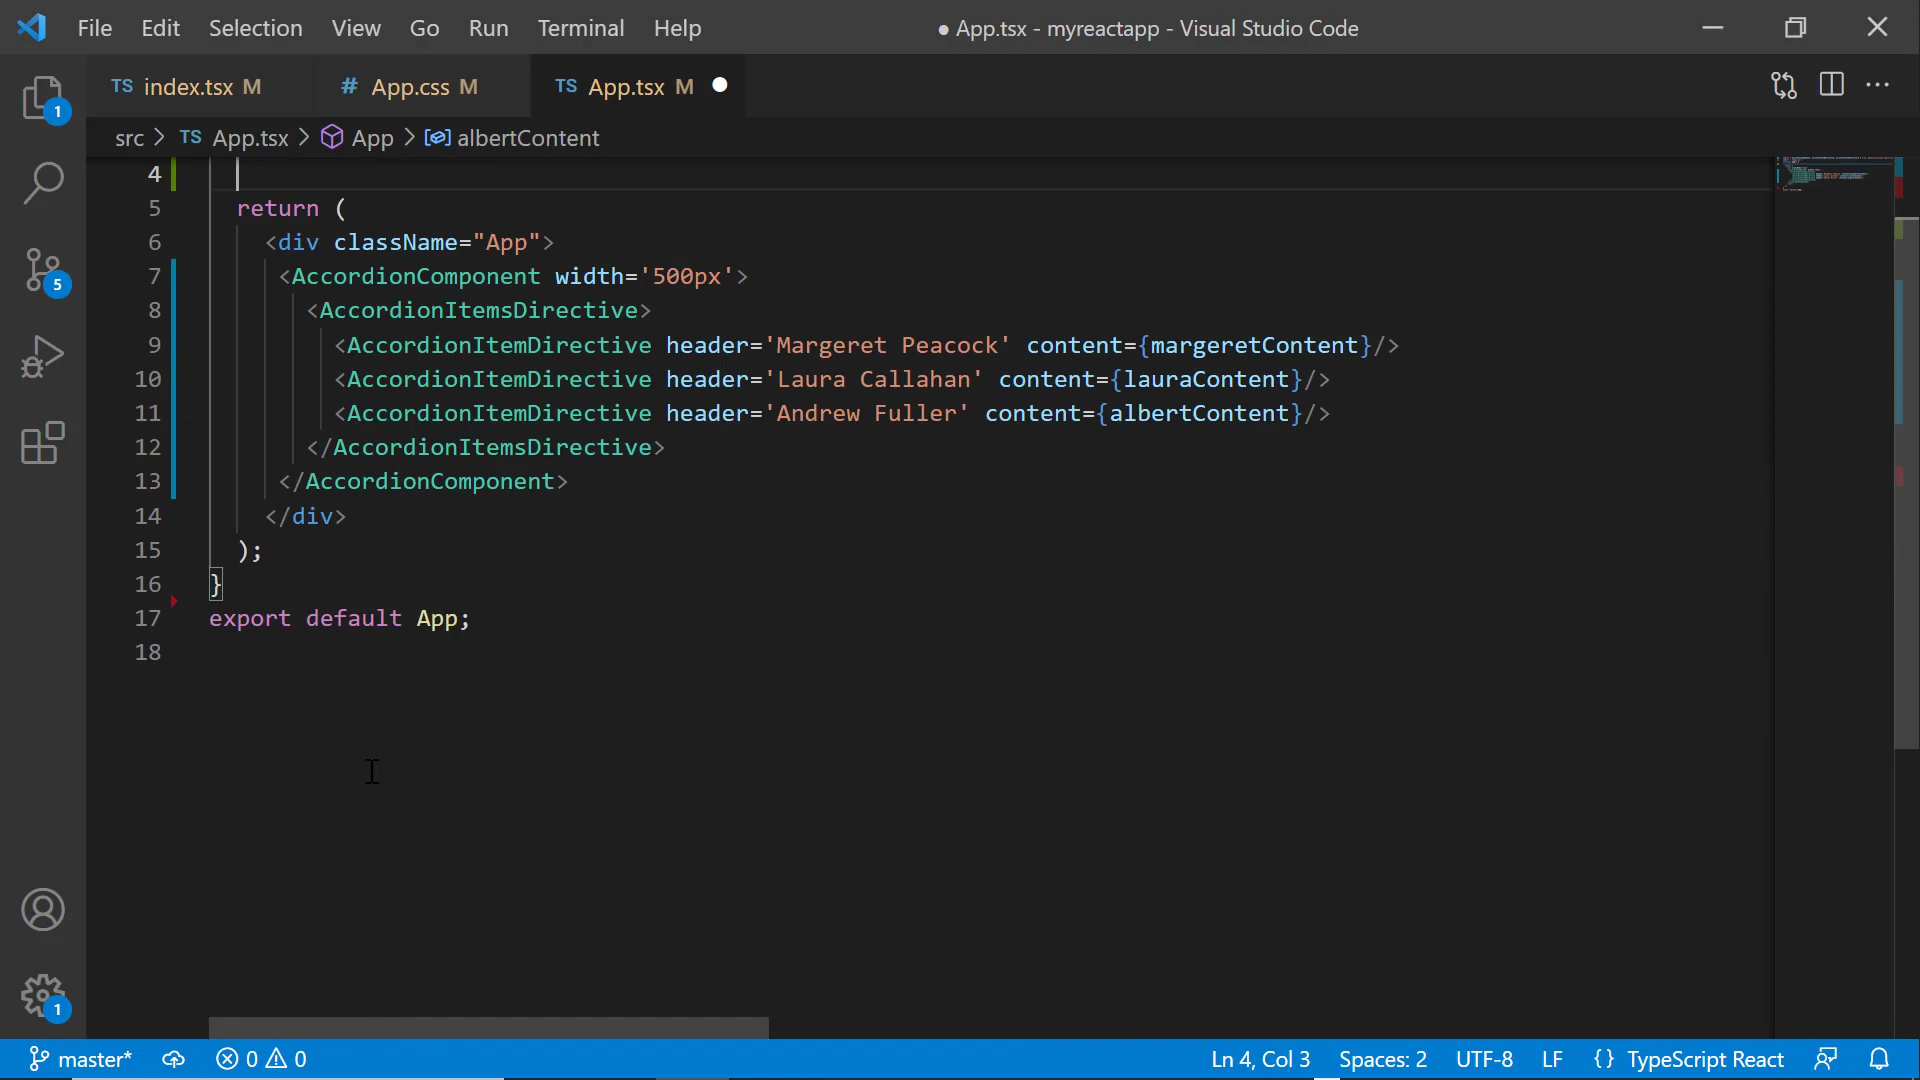 File Edit Selection View Go Run Terminal Help ● App.tsx - myreactapp - Visual Studio Code
TS index.tsx M # App.css M TS App.tsx M
src > TS App.tsx > App > albertContent
1
5
1
4
5 return (
6 <div className="App">
7 <AccordionComponent width='500px'>
8 <AccordionItemsDirective>
9 <AccordionItemDirective header='Margeret Peacock' content={margeretContent}/>
10 <AccordionItemDirective header='Laura Callahan' content={lauraContent}/>
11 <AccordionItemDirective header='Andrew Fuller' content={albertContent}/>
12 </AccordionItemsDirective>
13 </AccordionComponent>
14 </div>
15 );
16 }
17 export default App;
18
master* 0 0 Ln 4, Col 3 Spaces: 2 UTF-8 LF {} TypeScript React